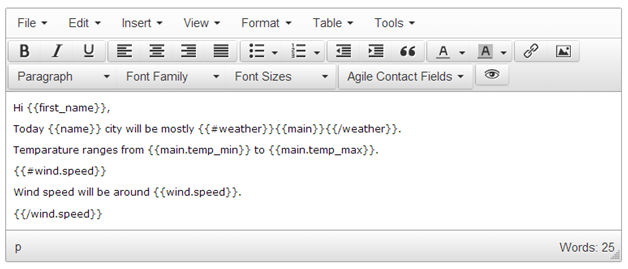 File Edit Insert View Format Table Tools
B I U A A
Paragraph Font Family Font Sizes Agile Contact Fields
Hi {{first_name}},
Today {{name}} city will be mostly {{#weather}}{{main}}{{/weather}}.
Temparature ranges from {{main.temp_min}} to {{main.temp_max}}.
{{#wind.speed}}
Wind speed will be around {{wind.speed}}.
{{/wind.speed}}
p Words: 25